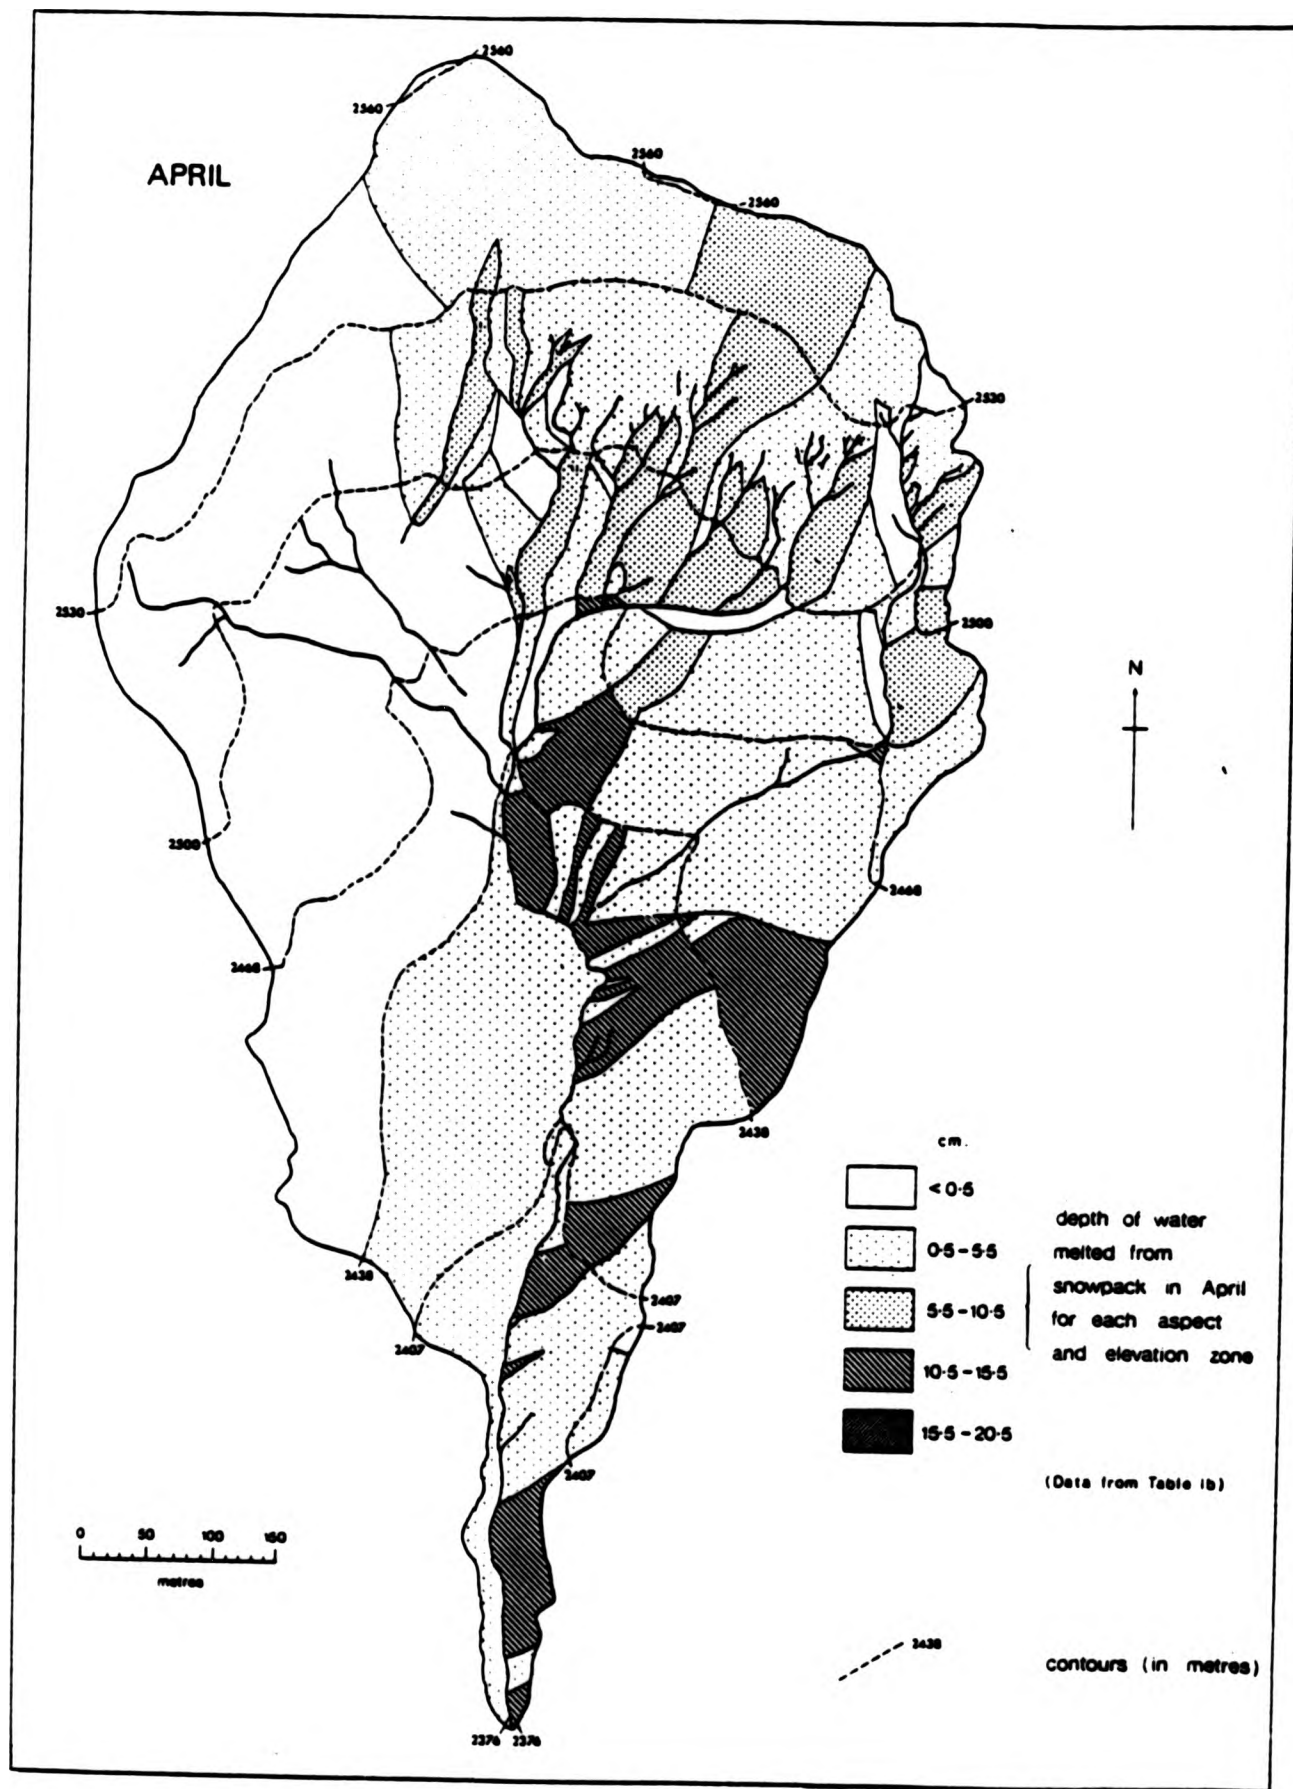 2560
2560
APRIL
2560
2560
2530
2530
2500
N
2500
2468
2468
2438
cm.
< 0·5
0·5 – 5·5
5·5 – 10·5
10·5 – 15·5
15·5 – 20·5
depth of water
melted from
snowpack in April
for each aspect
and elevation zone
2438
2407
2407
2407
2407
(Data from Table 1b)
0 50 100 150
metres
2438
contours (in metres)
2376 2376